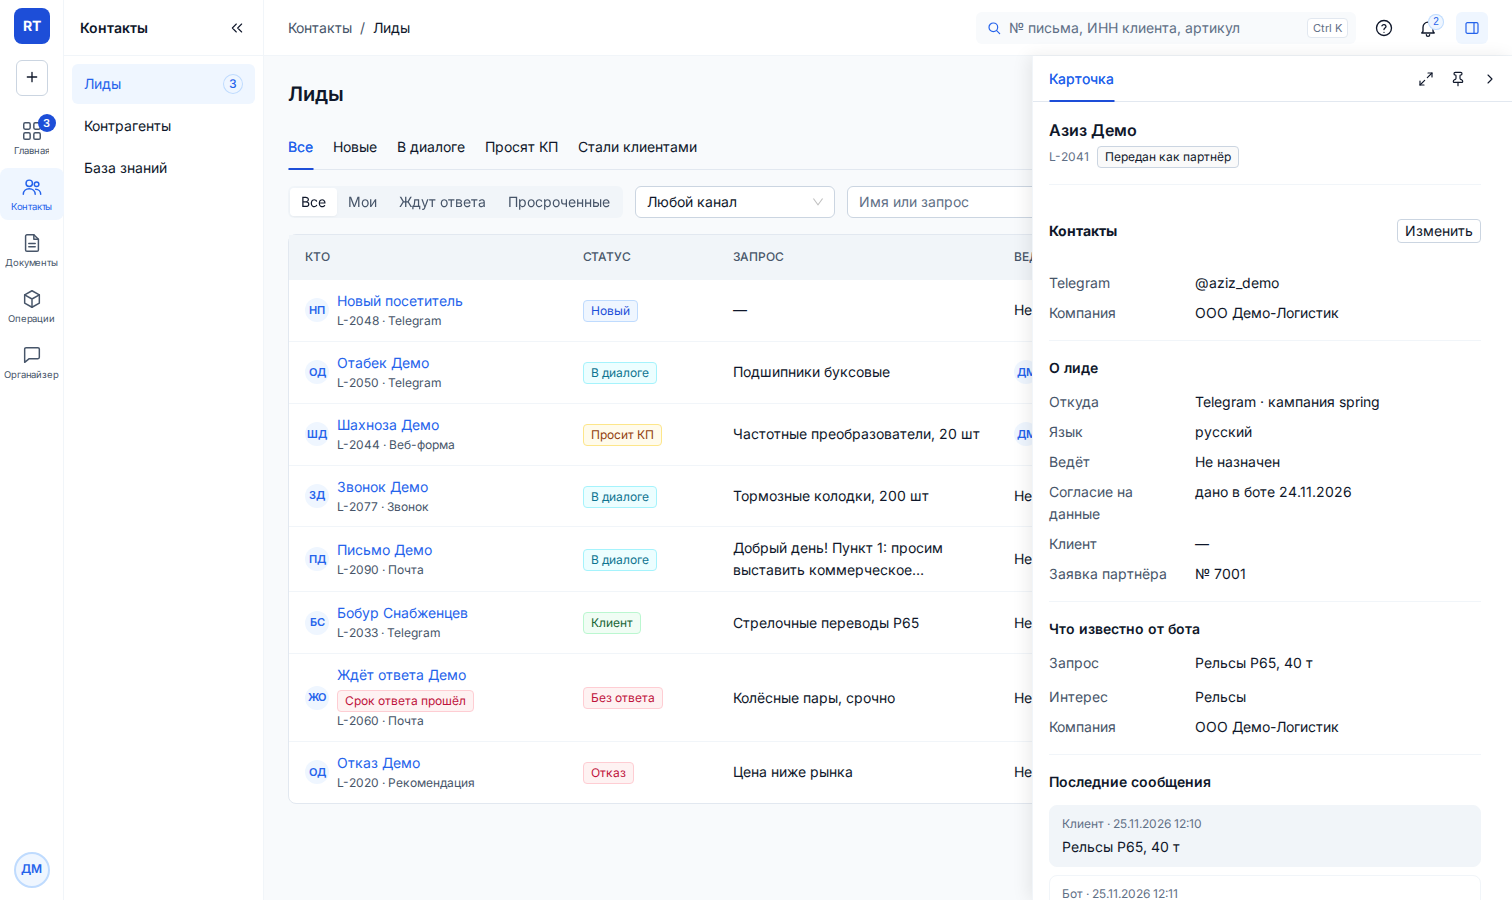 RT
Контакты
Контакты / Лиды
№ письма, ИНН клиента, артикул
Ctrl K
2
3
Главная
Контакты
Документы
Операции
Органайзер
ДМ
Лиды
3
Контрагенты
База знаний
Лиды
Все
Новые
В диалоге
Просят КП
Стали клиентами
Все
Мои
Ждут ответа
Просроченные
Любой канал
Имя или запрос
КТО
СТАТУС
ЗАПРОС
НП
Новый посетитель
L-2048 · Telegram
Новый
—
Не
ОД
Отабек Демо
L-2050 · Telegram
В диалоге
Подшипники буксовые
ШД
Шахноза Демо
L-2044 · Веб-форма
Просит КП
Частотные преобразователи, 20 шт
ЗД
Звонок Демо
L-2077 · Звонок
В диалоге
Тормозные колодки, 200 шт
Не
ПД
Письмо Демо
L-2090 · Почта
В диалоге
Добрый день! Пункт 1: просим
выставить коммерческое...
Не
БС
Бобур Снабженцев
L-2033 · Telegram
Клиент
Стрелочные переводы Р65
Не
ЖО
Ждёт ответа Демо
Срок ответа прошёл
L-2060 · Почта
Без ответа
Колёсные пары, срочно
Не
ОД
Отказ Демо
L-2020 · Рекомендация
Отказ
Цена ниже рынка
Не
Карточка
Азиз Демо
L-2041
Передан как партнёр
Контакты
Изменить
Telegram
@aziz_demo
Компания
ООО Демо-Логистик
О лиде
Откуда
Telegram · кампания spring
Язык
русский
Ведёт
Не назначен
Согласие на
данные
дано в боте 24.11.2026
Клиент
—
Заявка партнёра
№ 7001
Что известно от бота
Запрос
Рельсы Р65, 40 т
Интерес
Рельсы
Компания
ООО Демо-Логистик
Последние сообщения
Клиент · 25.11.2026 12:10
Рельсы Р65, 40 т
Бот · 25.11.2026 12:11